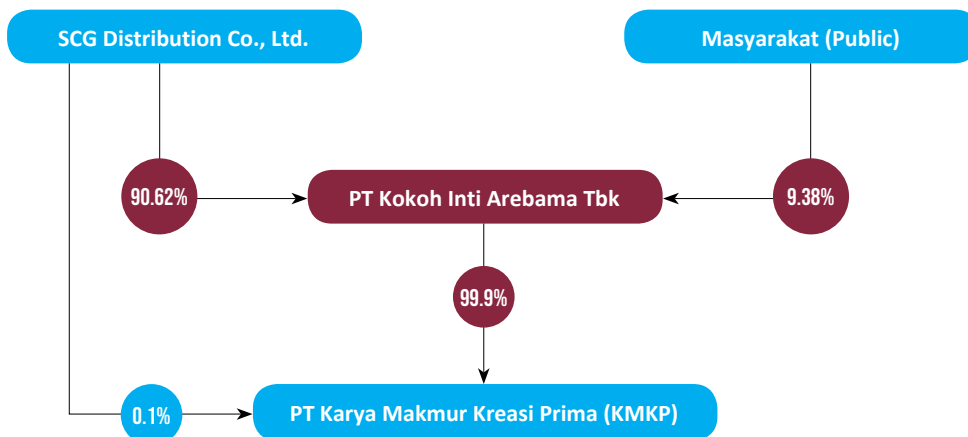 SCG Distribution Co., Ltd.
Masyarakat (Public)
90.62%
PT Kokoh Inti Arebama Tbk
9.38%
99.9%
0.1%
PT Karya Makmur Kreasi Prima (KMKP)